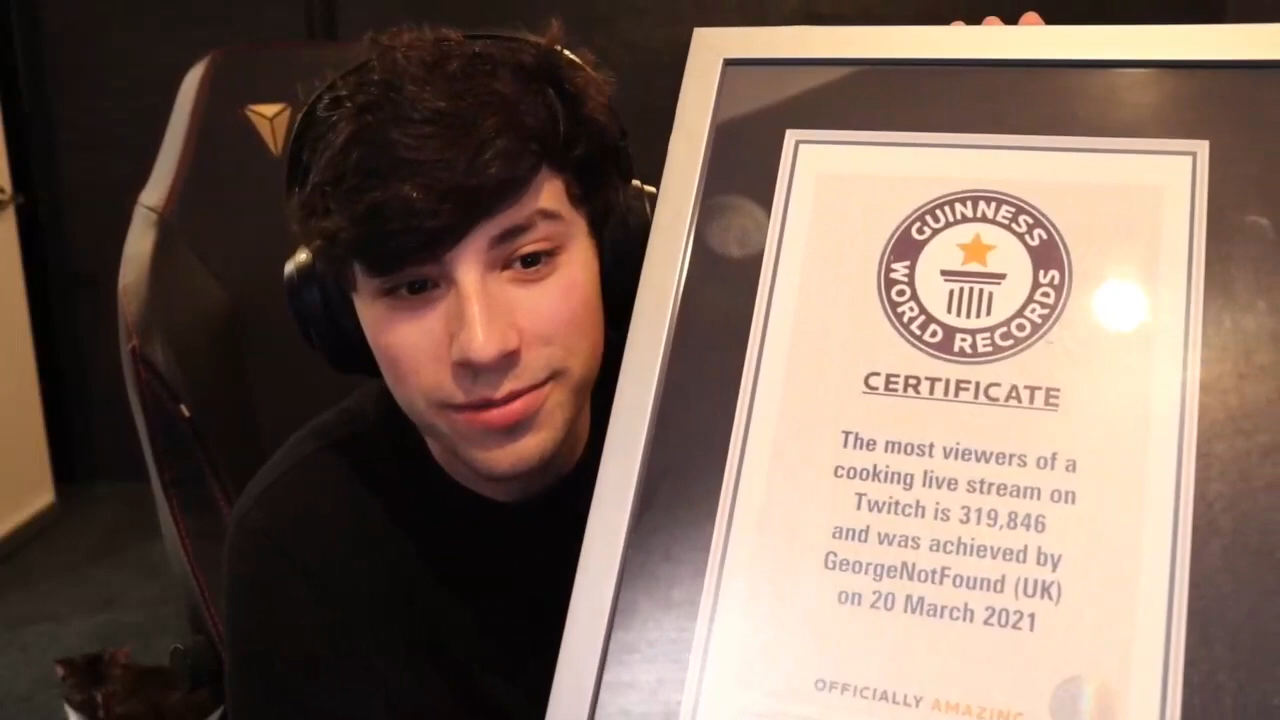 GUINNESS
WORLD RECORDS
CERTIFICATE
The most viewers of a
cooking live stream on
Twitch is 319,846
and was achieved by
GeorgeNotFound (UK)
on 20 March 2021
OFFICIALLY AMAZING